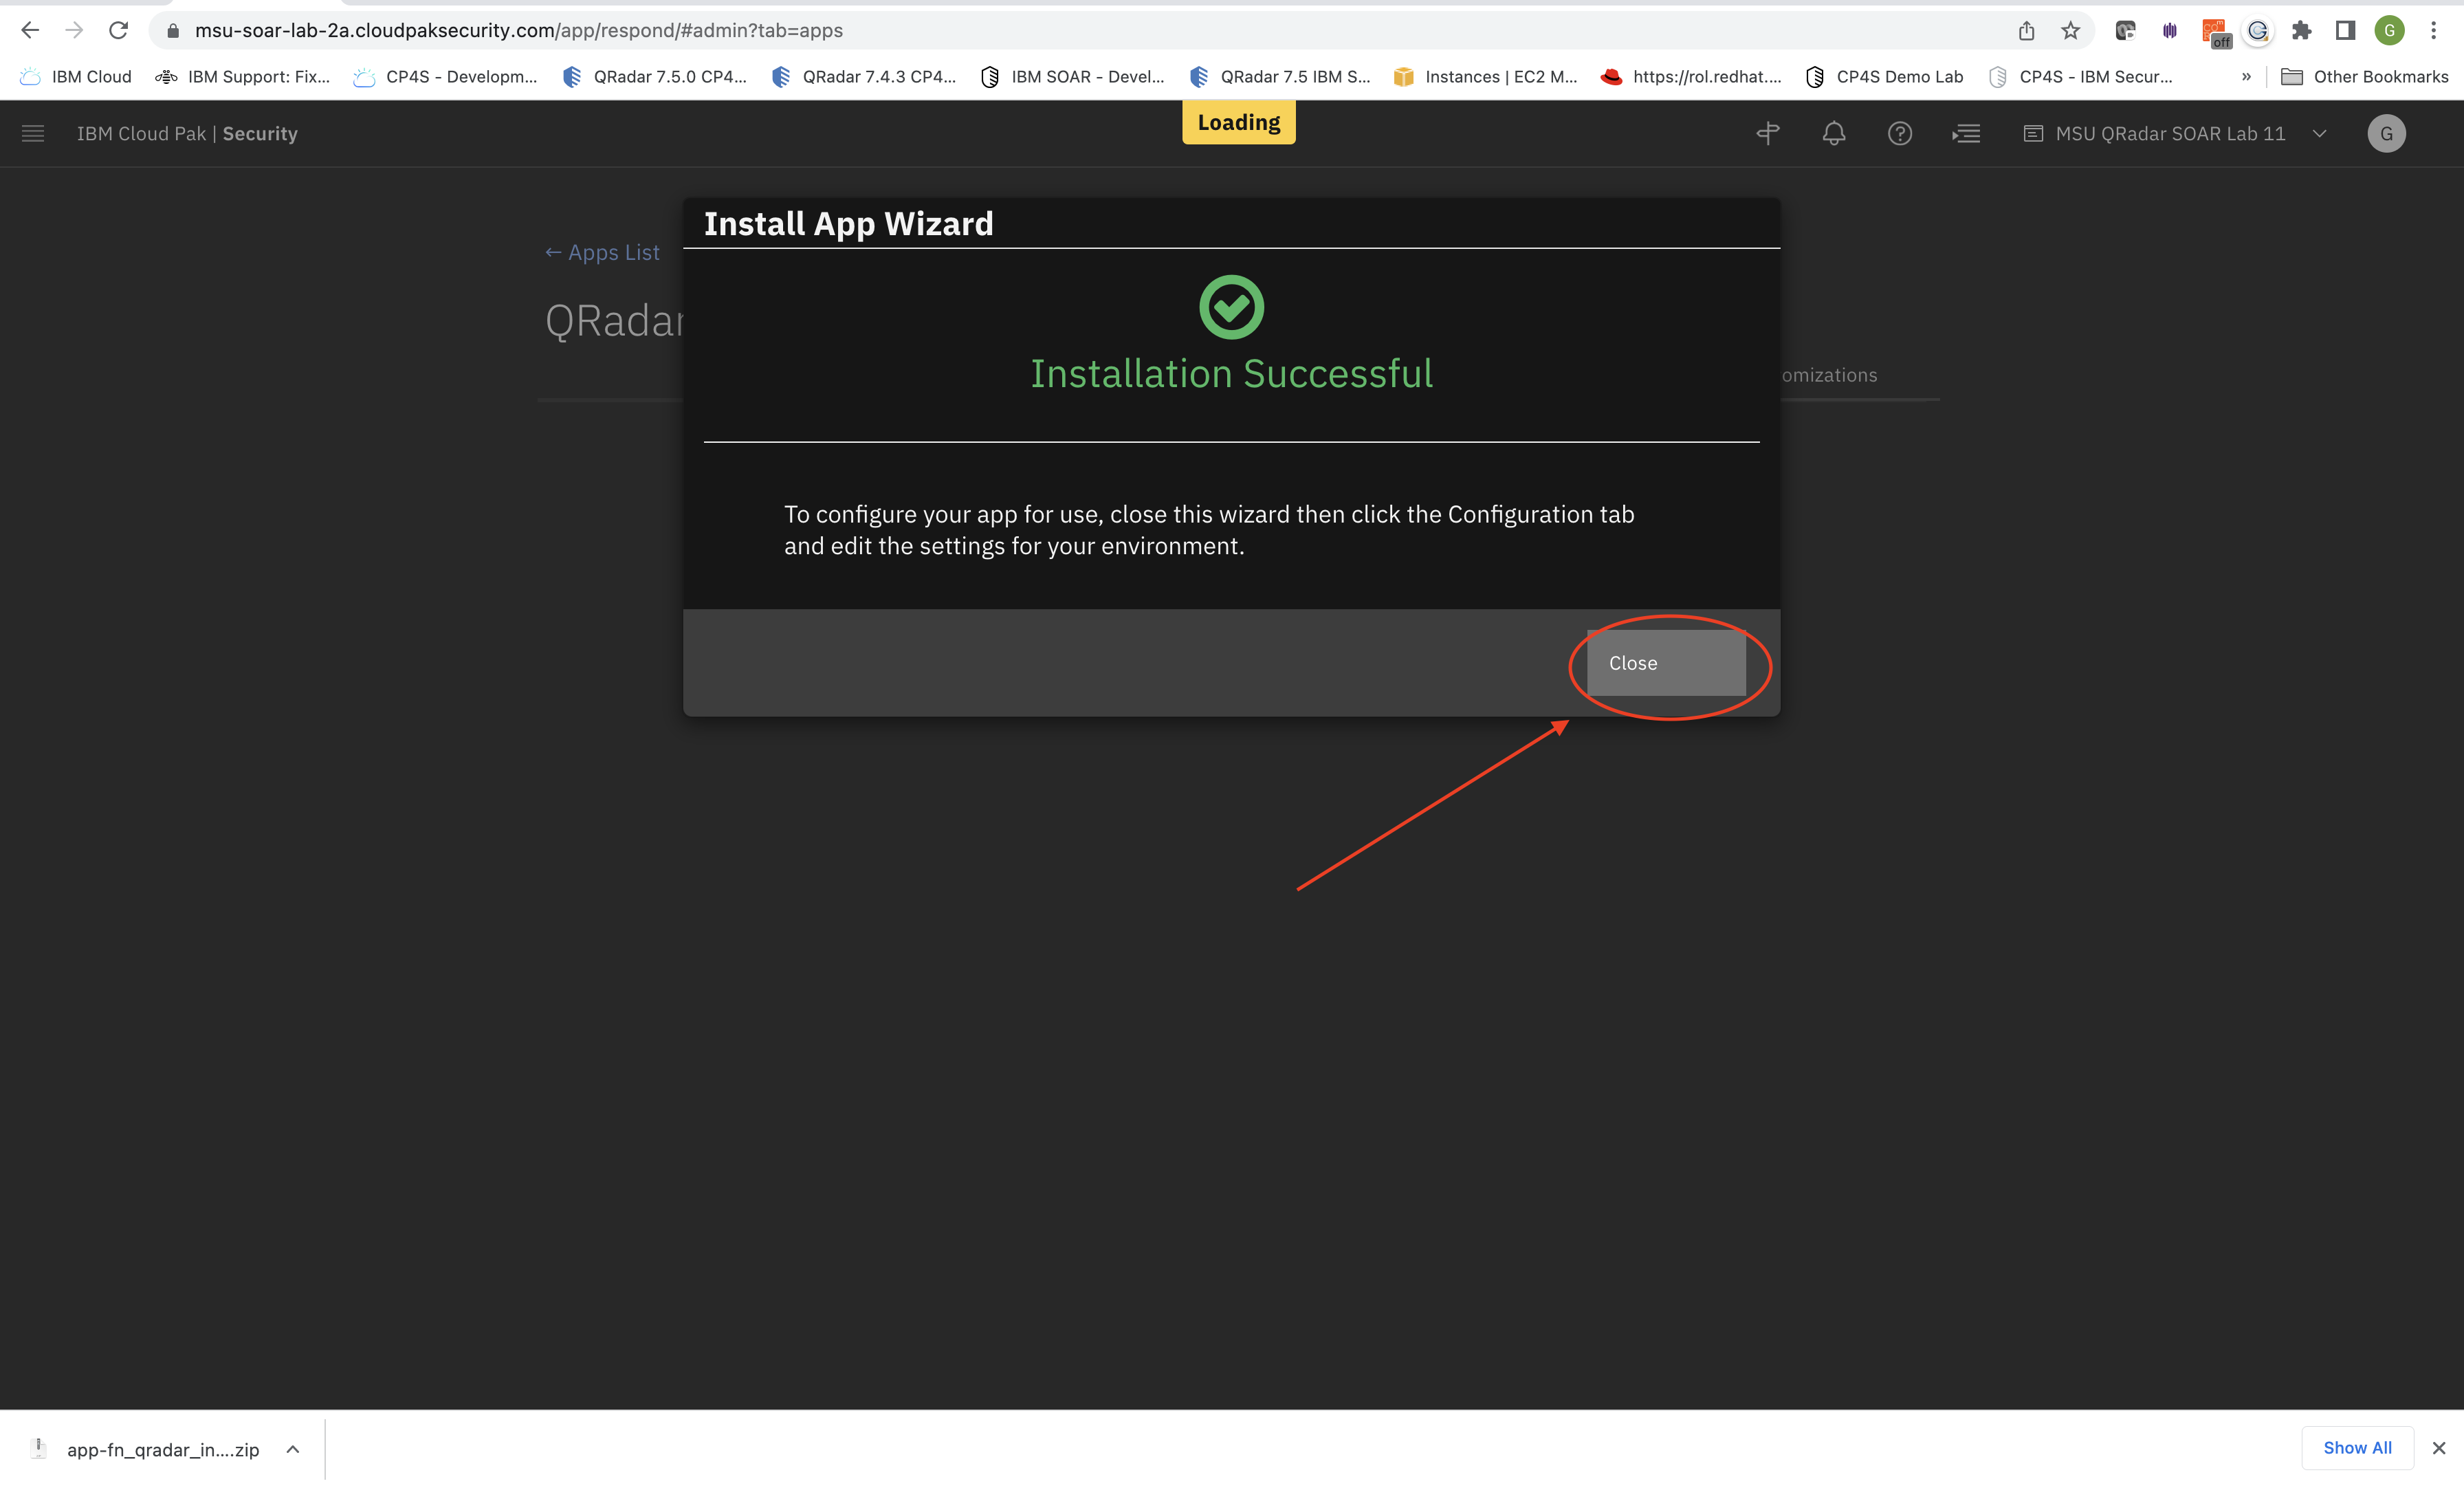 msu-soar-lab-2a.cloudpaksecurity.com/app/respond/#admin?tab=apps
off
G
IBM Cloud
IBM Support: Fix...
CP4S - Developm...
QRadar 7.5.0 CP4...
QRadar 7.4.3 CP4...
IBM SOAR - Devel...
QRadar 7.5 IBM S...
Instances | EC2 M...
https://rol.redhat....
CP4S Demo Lab
CP4S - IBM Secur...
»
Other Bookmarks
IBM Cloud Pak | Security
Loading
MSU QRadar SOAR Lab 11
G
Install App Wizard
← Apps List
QRadar
Installation Successful
omizations
To configure your app for use, close this wizard then click the Configuration tab
and edit the settings for your environment.
Close
app-fn_qradar_in....zip
Show All